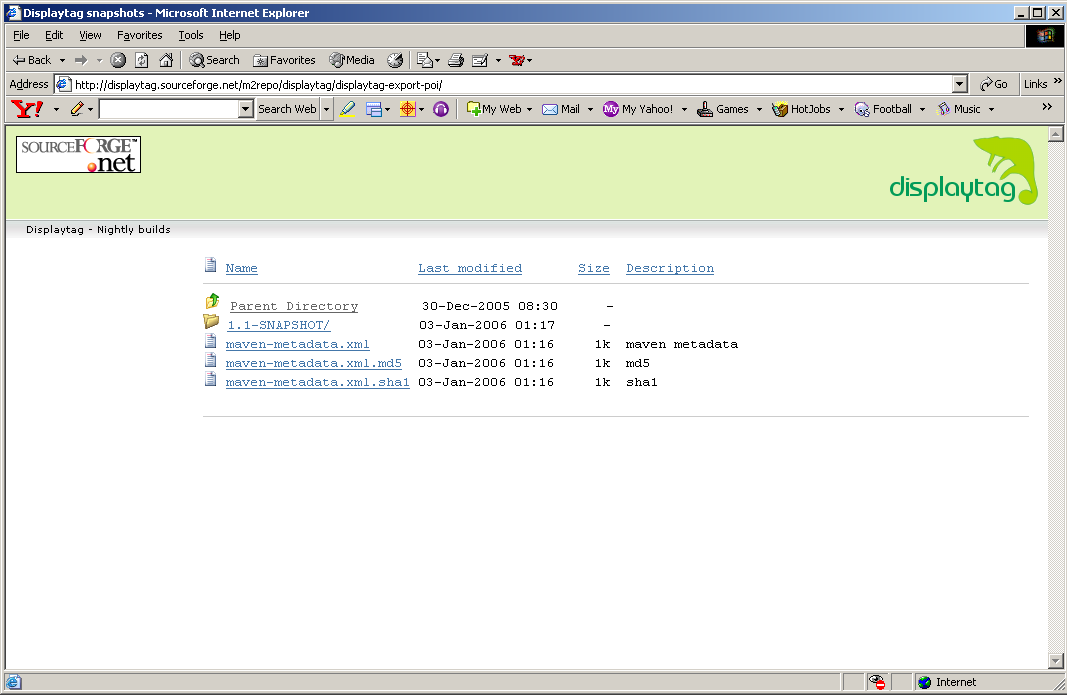 Displaytag snapshots - Microsoft Internet Explorer
File Edit View Favorites Tools Help
Back Search Favorites Media
Address http://displaytag.sourceforge.net/m2repo/displaytag/displaytag-export-poi/ Go Links »
Y! Search Web My Web Mail My My Yahoo! Games HotJobs Football Music »
SOURCEFORGE™
.net
displaytag
Displaytag - Nightly builds
Name Last modified Size Description
Parent Directory 30-Dec-2005 08:30 -
1.1-SNAPSHOT/ 03-Jan-2006 01:17 -
maven-metadata.xml 03-Jan-2006 01:16 1k maven metadata
maven-metadata.xml.md5 03-Jan-2006 01:16 1k md5
maven-metadata.xml.sha1 03-Jan-2006 01:16 1k sha1
Internet